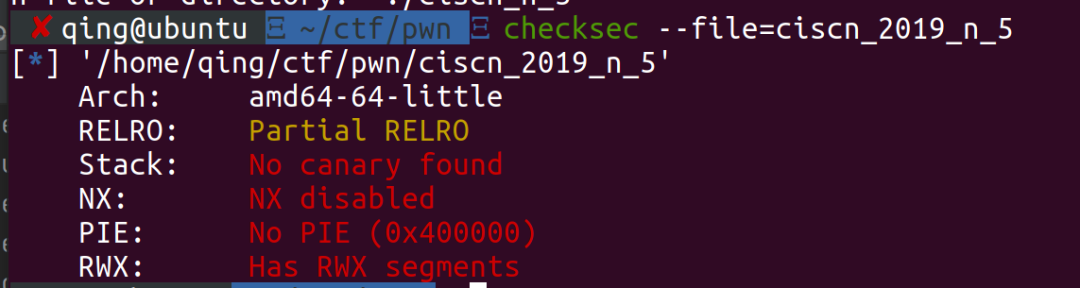 ✘ qing@ubuntu Ξ ~/ctf/pwn Ξ checksec --file=ciscn_2019_n_5
[*] '/home/qing/ctf/pwn/ciscn_2019_n_5'
Arch: amd64-64-little
RELRO: Partial RELRO
Stack: No canary found
NX: NX disabled
PIE: No PIE (0x400000)
RWX: Has RWX segments